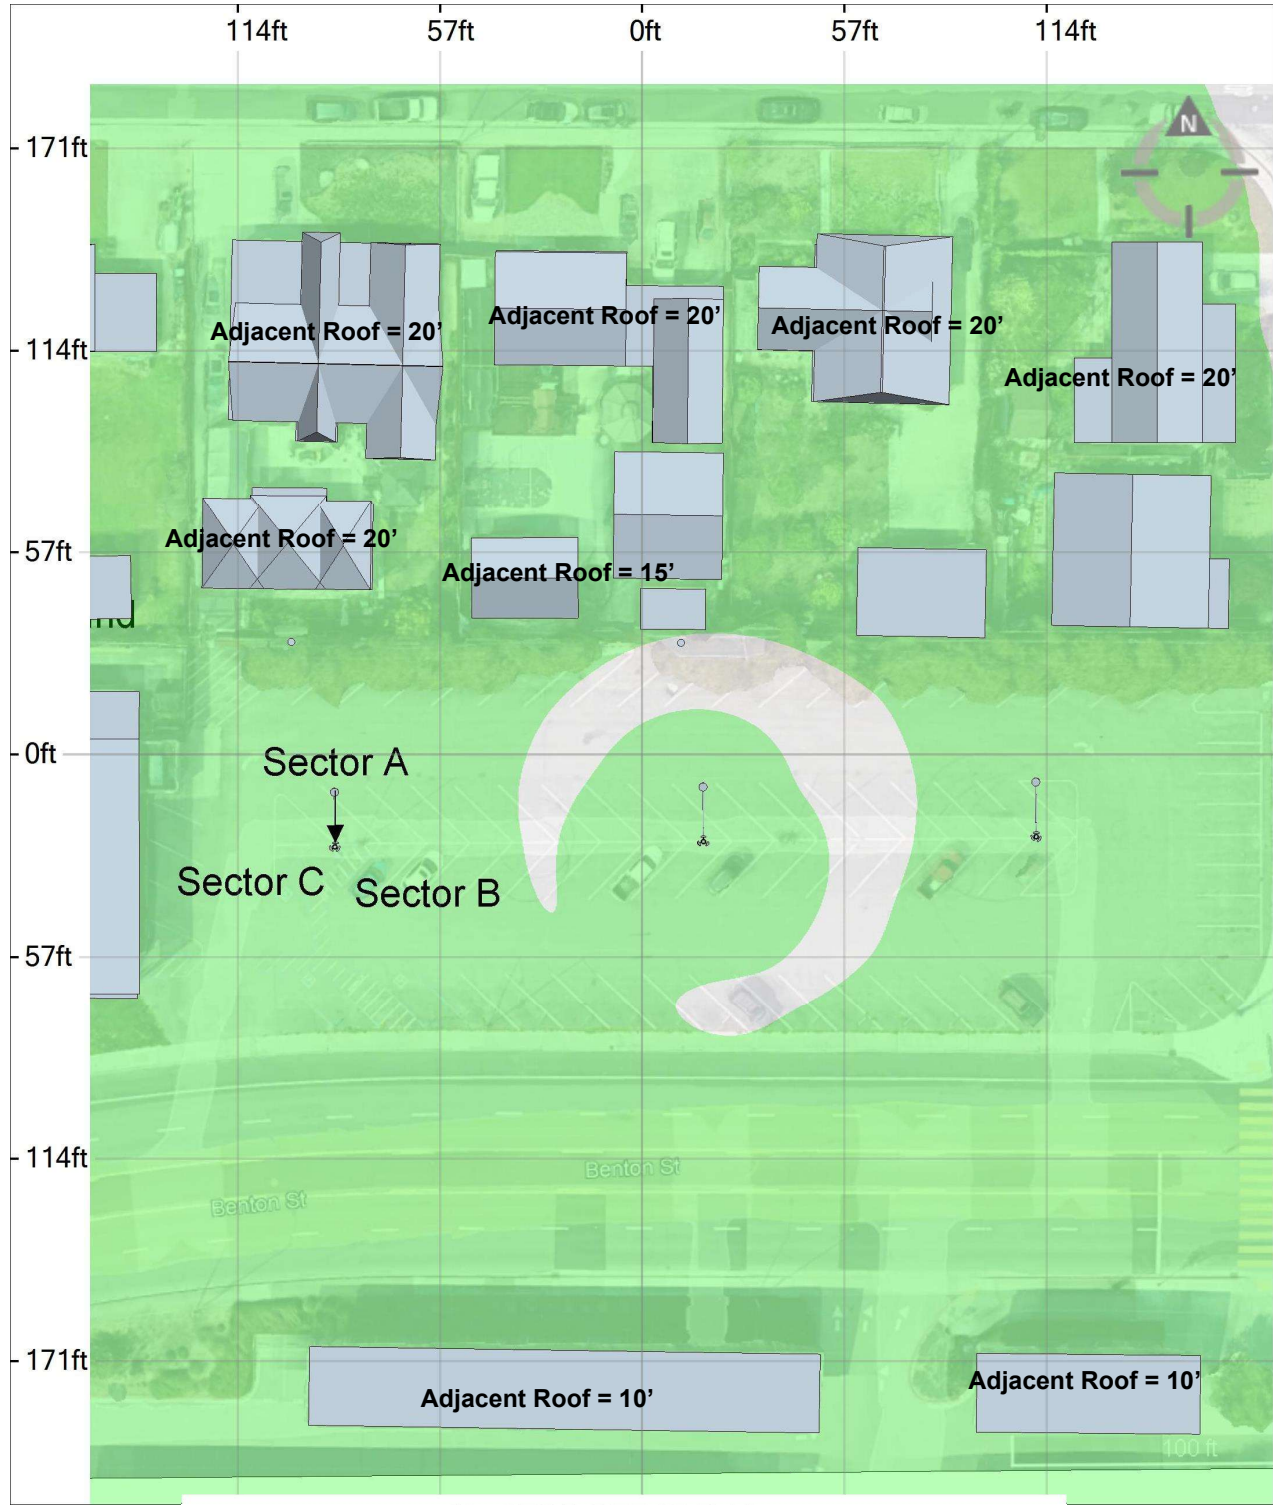 114ft 57ft 0ft 57ft 114ft
N
171ft
Adjacent Roof = 20’
Adjacent Roof = 20’
Adjacent Roof = 20’
114ft
Adjacent Roof = 20’
57ft
Adjacent Roof = 20’
Adjacent Roof = 15’
nd
0ft
Sector A
Sector C
Sector B
57ft
114ft
Benton St
Benton St
171ft
Adjacent Roof = 10’
Adjacent Roof = 10’
100 ft